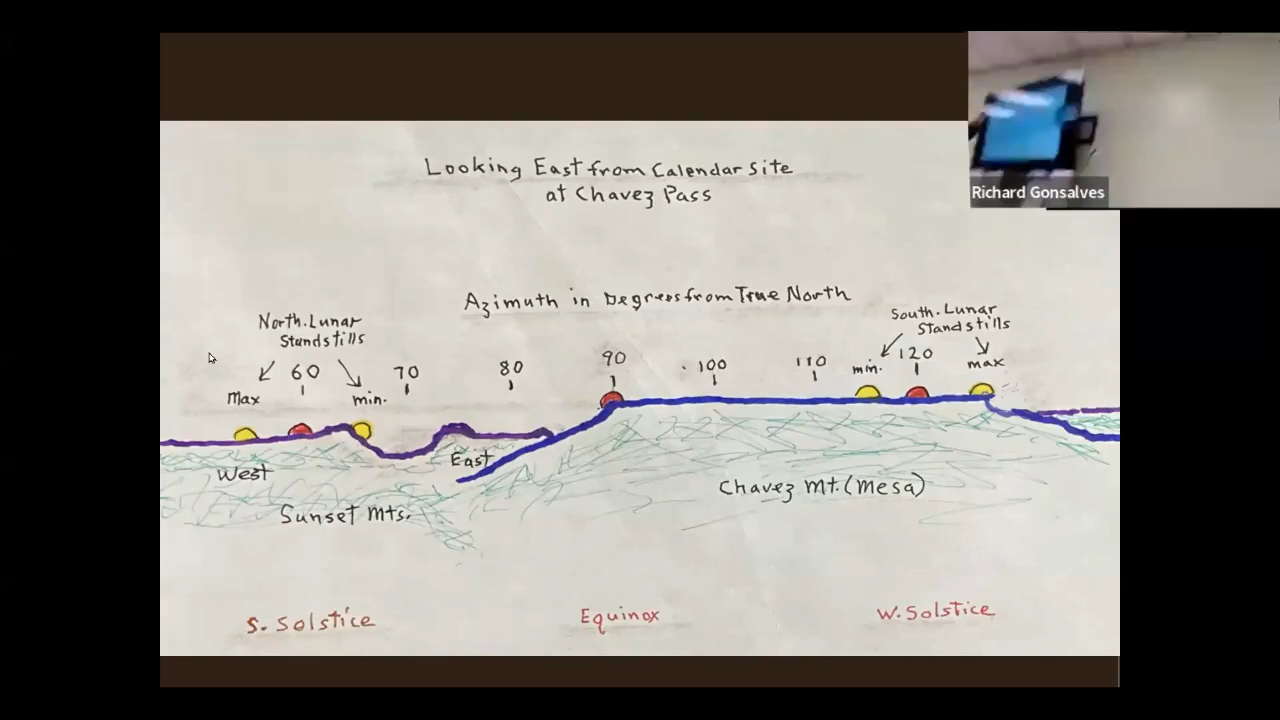 Looking East from Calendar Site
at Chavez Pass
Richard Gonsalves
Azimuth in Degrees from True North
North. Lunar
Standstills
South. Lunar
Standstills
Max
60
min.
70
80
90
100
110
min.
120
max
West
East
Sunset Mts.
Chavez Mt. (Mesa)
S. Solstice
Equinox
W. Solstice